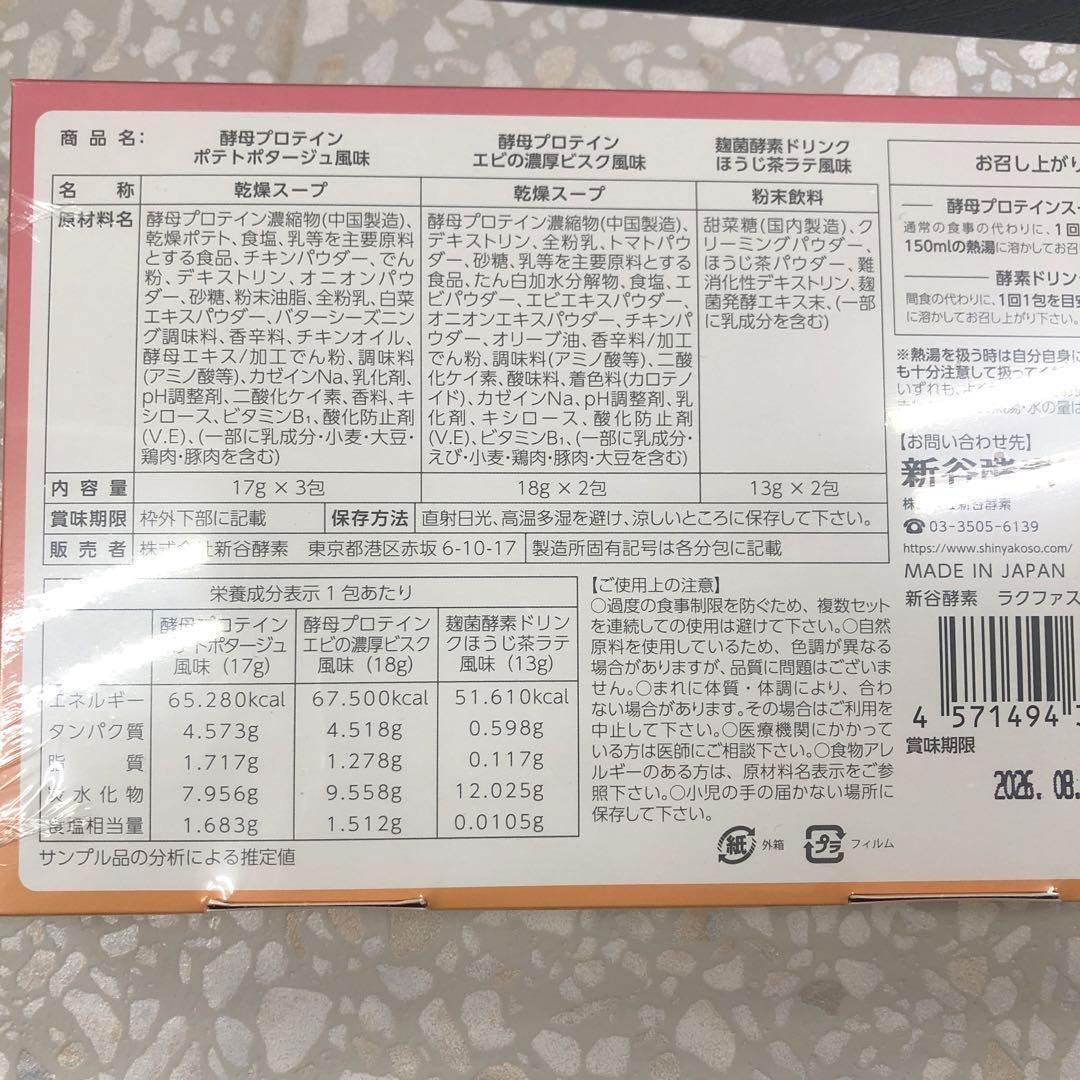 商品名: 酵母プロテイン 酵母プロテイン 麹菌酵素ドリンク
ポテトポタージュ風味 エビの濃厚ビスク風味 ほうじ茶ラテ風味
名称 乾燥スープ 乾燥スープ 粉末飲料
原材料名
酵母プロテイン濃縮物(中国製造)、
乾燥ポテト、食塩、乳等を主要原料
とする食品、チキンパウダー、でん
粉、デキストリン、オニオンパウ
ダー、砂糖、粉末油脂、全粉乳、白菜
エキスパウダー、バターシーズニン
グ調味料、香辛料、チキンオイル、
酵母エキス/加工でん粉、調味料
(アミノ酸等)、カゼインNa、乳化剤、
pH調整剤、二酸化ケイ素、香料、キ
シロース、ビタミンB₁、酸化防止剤
(V.E)、(一部に乳成分・小麦・大豆・
鶏肉・豚肉を含む)
酵母プロテイン濃縮物(中国製造)、
デキストリン、全粉乳、トマトパウ
ダー、砂糖、乳等を主要原料とする
食品、たん白加水分解物、食塩、エ
ビパウダー、エビエキスパウダー、
オニオンエキスパウダー、チキンパ
ウダー、オリーブ油、香辛料/加工
でん粉、調味料(アミノ酸等)、二酸
化ケイ素、酸味料、着色料(カロテノ
イド)、カゼインNa、pH調整剤、乳
化剤、キシロース、酸化防止剤
(V.E)、ビタミンB₁、(一部に乳成分・
えび・小麦・鶏肉・豚肉・大豆を含む)
甜菜糖(国内製造)、ク
リーミングパウダー、
ほうじ茶パウダー、難
消化性デキストリン、麹
菌発酵エキス末、(一部
に乳成分を含む)
内容量 17g × 3包 18g × 2包 13g × 2包
賞味期限 枠外下部に記載 保存方法 直射日光、高温多湿を避け、涼しいところに保存して下さい。
販売者 株式会社新谷酵素 東京都港区赤坂6-10-17 製造所固有記号は各分包に記載
栄養成分表示1包あたり
酵母プロテイン 酵母プロテイン 麹菌酵素ドリン
トポタージュ エビの濃厚ビスク クほうじ茶ラテ
風味 (17g) 風味 (18g) 風味 (13g)
エネルギー 65.280kcal 67.500kcal 51.610kcal
タンパク質 4.573g 4.518g 0.598g
脂質 1.717g 1.278g 0.117g
炭水化物 7.956g 9.558g 12.025g
食塩相当量 1.683g 1.512g 0.0105g
サンプル品の分析による推定値
【ご使用上の注意】
○過度の食事制限を防ぐため、複数セット
を連続しての使用は避けて下さい。○自然
原料を使用しているため、色調が異なる
場合がありますが、品質に問題はございま
せん。○まれに体質・体調により、合わ
ない場合があります。その場合はご利用を
中止して下さい。○医療機関にかかって
いる方は医師にご相談下さい。○食物アレ
ルギーのある方は、原材料名表示をご参
照下さい。○小児の手の届かない場所に
保存して下さい。
紙 外箱 プラ フィルム
お召し上がり
酵母プロテインス
通常の食事の代わりに、1回
150mlの熱湯に溶かしてお召
酵素ドリン
間食の代わりに、1回1包を目安
に溶かしてお召し上がり下さい。
※熱湯を扱う時は自分自身に
も十分注意して扱ってくだ
いずれも、よく
湯・水の量は
【お問い合わせ先】
新谷酵素
株式会社新谷酵素
☎03-3505-6139
https://www.shinyakoso.com/
MADE IN JAPAN
新谷酵素 ラクファス
4 571494
賞味期限
2026.08.